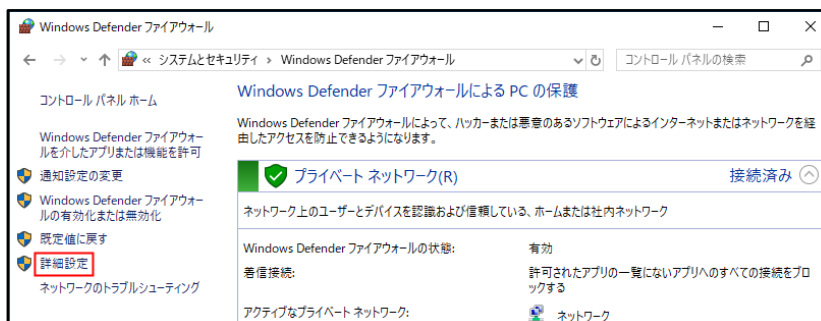 Windows Defender ファイアウォール
« システムとセキュリティ › Windows Defender ファイアウォール
コントロール パネルの検索
コントロール パネル ホーム
Windows Defender ファイアウォー
ルを介したアプリまたは機能を許可
通知設定の変更
Windows Defender ファイアウォー
ルの有効化または無効化
既定値に戻す
詳細設定
ネットワークのトラブルシューティング
Windows Defender ファイアウォールによる PC の保護
Windows Defender ファイアウォールによって、ハッカーまたは悪意のあるソフトウェアによるインターネットまたはネットワークを経
由したアクセスを防止できるようになります。
プライベート ネットワーク(R)
接続済み
ネットワーク上のユーザーとデバイスを認識および信頼している、ホームまたは社内ネットワーク
Windows Defender ファイアウォールの状態:
有効
着信接続:
許可されたアプリの一覧にないアプリへのすべての接続をブロ
ックする
アクティブなプライベート ネットワーク:
ネットワーク